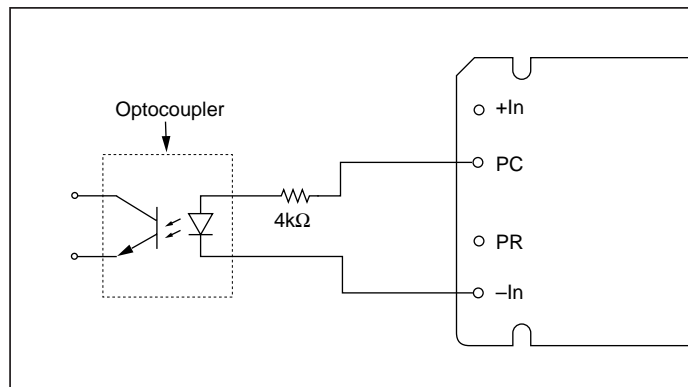 Optocoupler
+In
PC
4kΩ
PR
–In